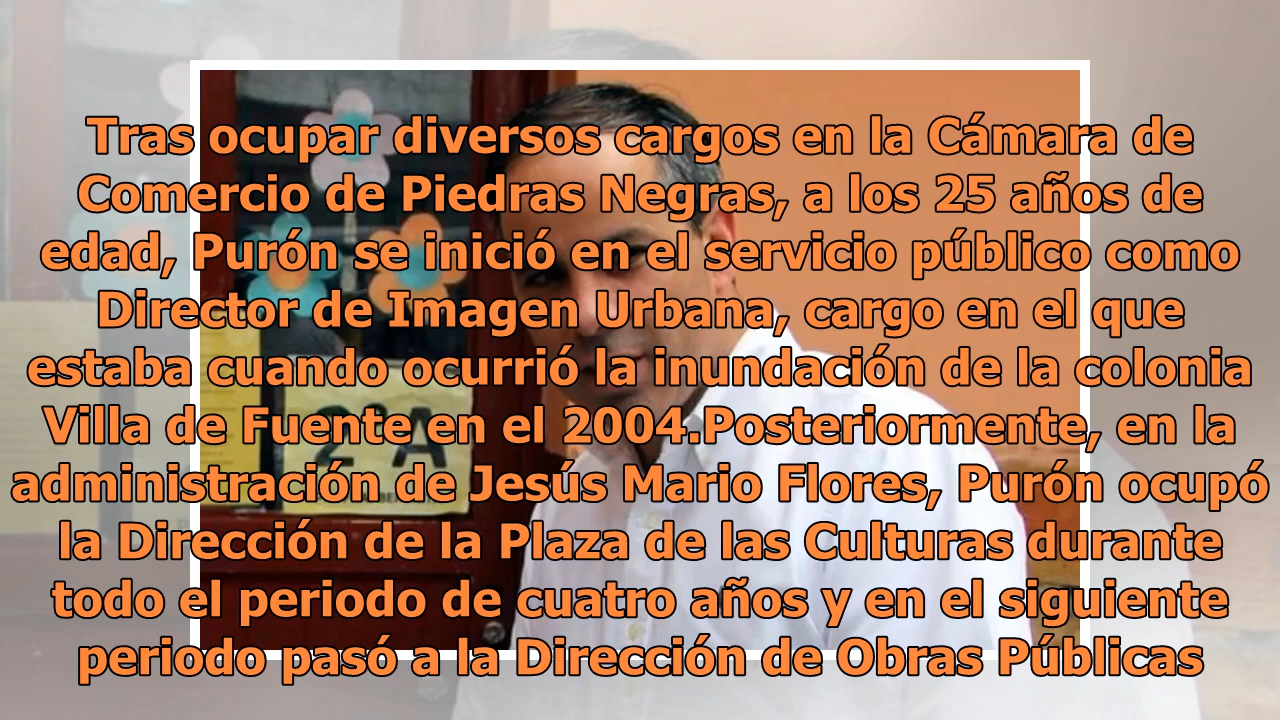 Tras ocupar diversos cargos en la Cámara de
Comercio de Piedras Negras, a los 25 años de
edad, Purón se inició en el servicio público como
Director de Imagen Urbana, cargo en el que
estaba cuando ocurrió la inundación de la colonia
Villa de Fuente en el 2004.Posteriormente, en la
administración de Jesús Mario Flores, Purón ocupó
la Dirección de la Plaza de las Culturas durante
todo el periodo de cuatro años y en el siguiente
periodo pasó a la Dirección de Obras Públicas
2°A